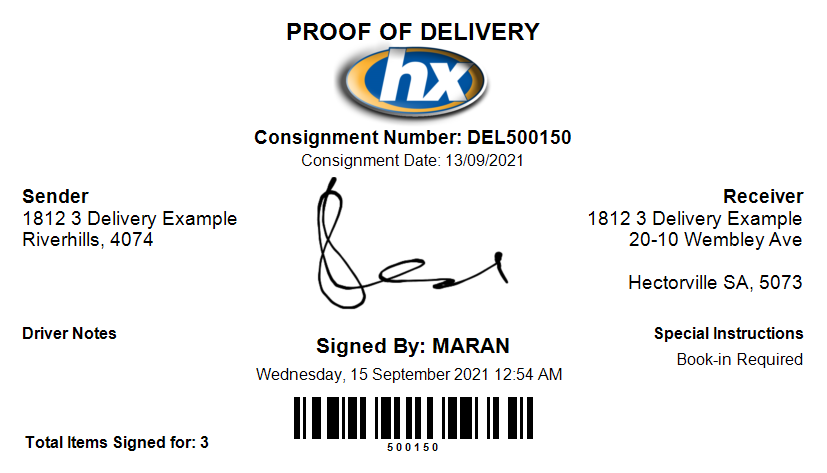 PROOF OF DELIVERY
hx
Consignment Number: DEL500150
Consignment Date: 13/09/2021
Sender
1812 3 Delivery Example
Riverhills, 4074
Receiver
1812 3 Delivery Example
20-10 Wembley Ave
Hectorville SA, 5073
Driver Notes
Special Instructions
Book-in Required
Signed By: MARAN
Wednesday, 15 September 2021 12:54 AM
500150
Total Items Signed for: 3